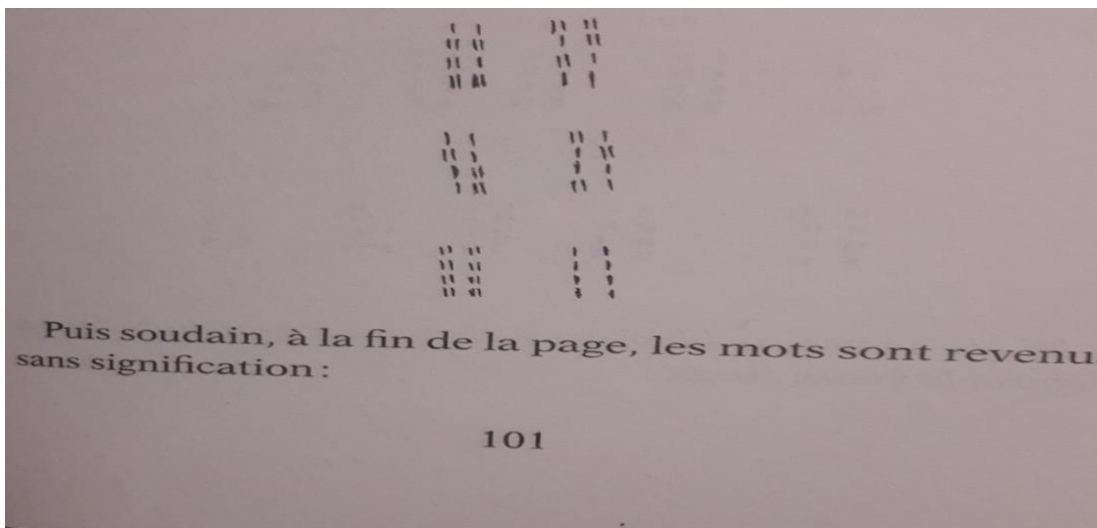 Puis soudain, à la fin de la page, les mots sont revenu
sans signification :
101